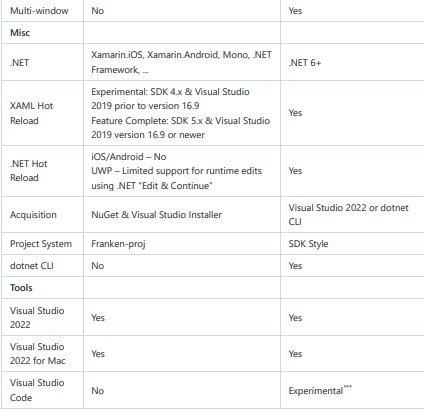 Multi-window No Yes
Misc
.NET Xamarin.iOS, Xamarin.Android, Mono, .NET Framework, ... .NET 6+
XAML Hot Reload Experimental: SDK 4.x & Visual Studio 2019 prior to version 16.9 Feature Complete: SDK 5.x & Visual Studio 2019 version 16.9 or newer Yes
.NET Hot Reload iOS/Android – No UWP – Limited support for runtime edits using .NET "Edit & Continue" Yes
Acquisition NuGet & Visual Studio Installer Visual Studio 2022 or dotnet CLI
Project System Franken-proj SDK Style
dotnet CLI No Yes
Tools
Visual Studio 2022 Yes Yes
Visual Studio 2022 for Mac Yes Yes
Visual Studio Code No Experimental***